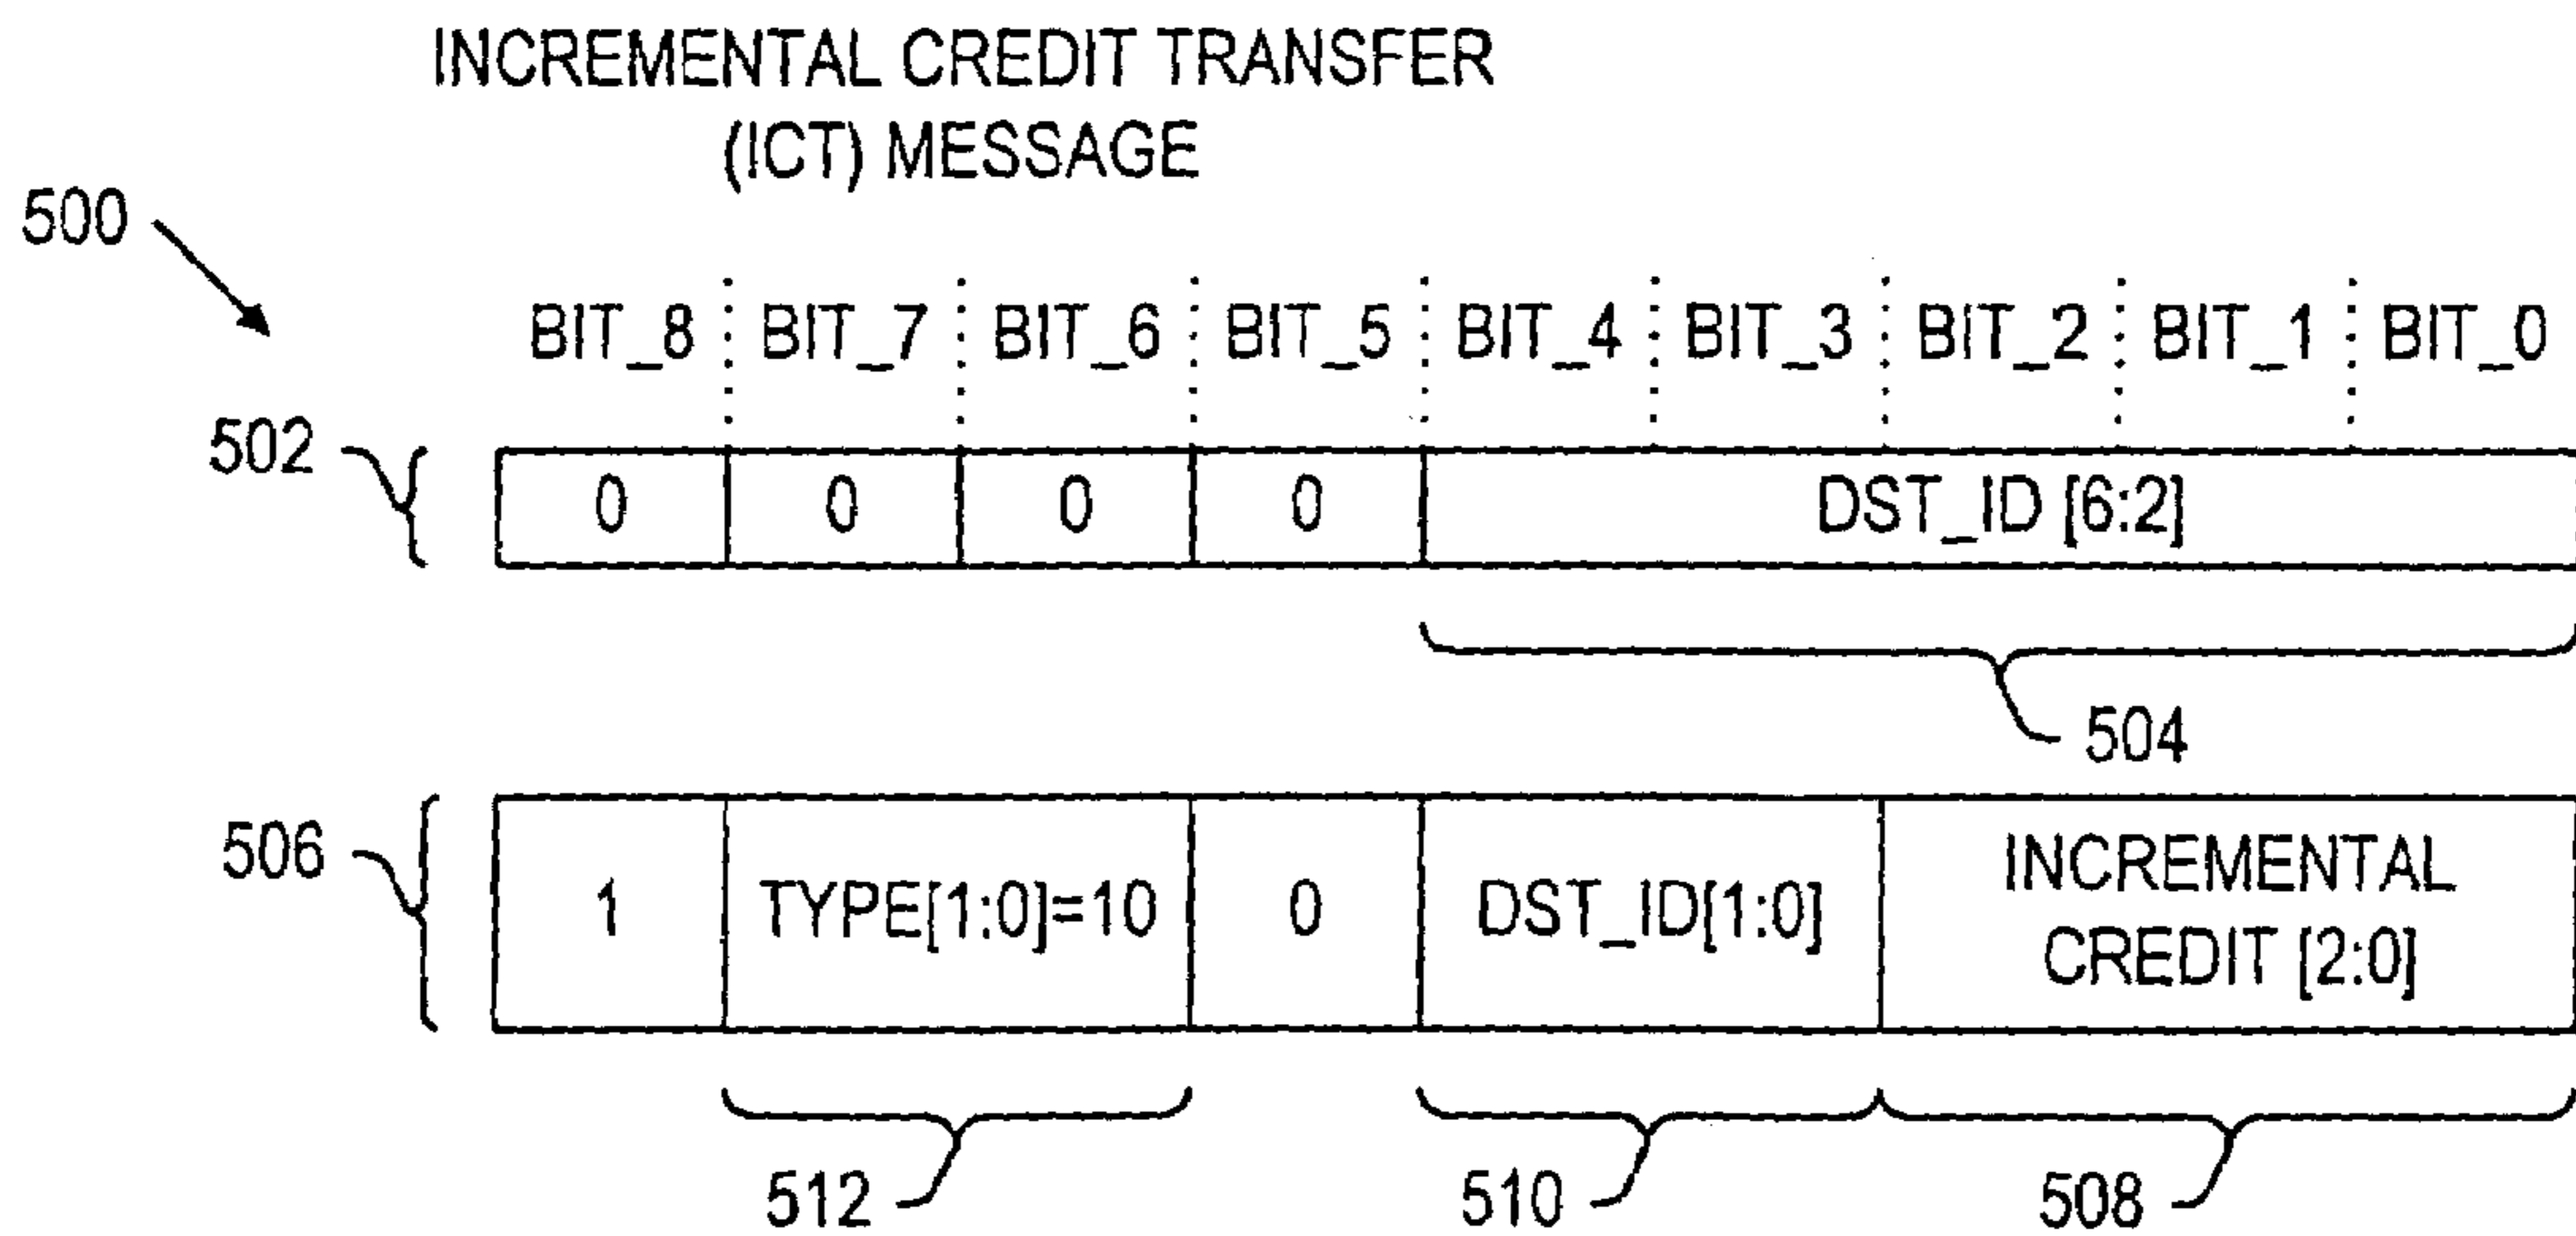 INCREMENTAL CREDIT TRANSFER
(ICT) MESSAGE
500
BIT_8 BIT_7 BIT_6 BIT_5 BIT_4 BIT_3 BIT_2 BIT_1 BIT_0
502
0 0 0 0 DST_ID [6:2]
504
506
1 TYPE[1:0]=10 0 DST_ID[1:0] INCREMENTAL
CREDIT [2:0]
512 510 508